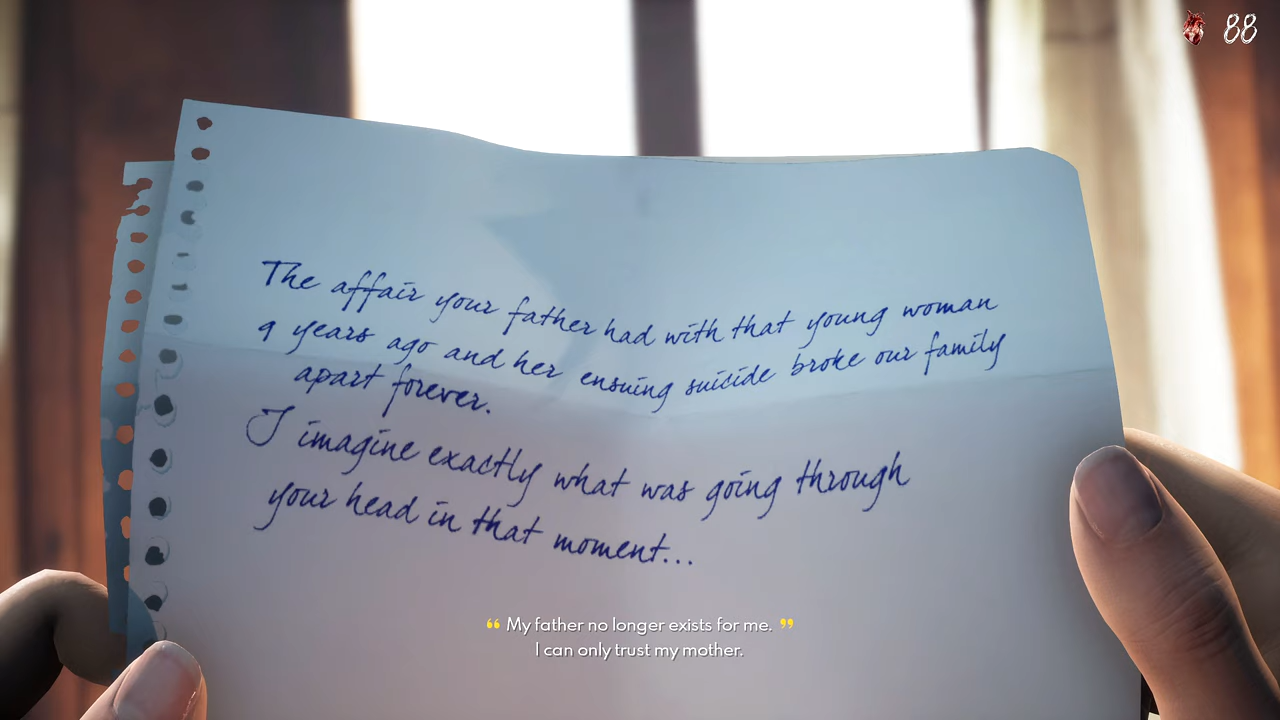 88
The affair your father had with that young woman
9 years ago and her ensuing suicide broke our family
apart forever.
I imagine exactly what was going through
your head in that moment...
“ My father no longer exists for me. ”
I can only trust my mother.